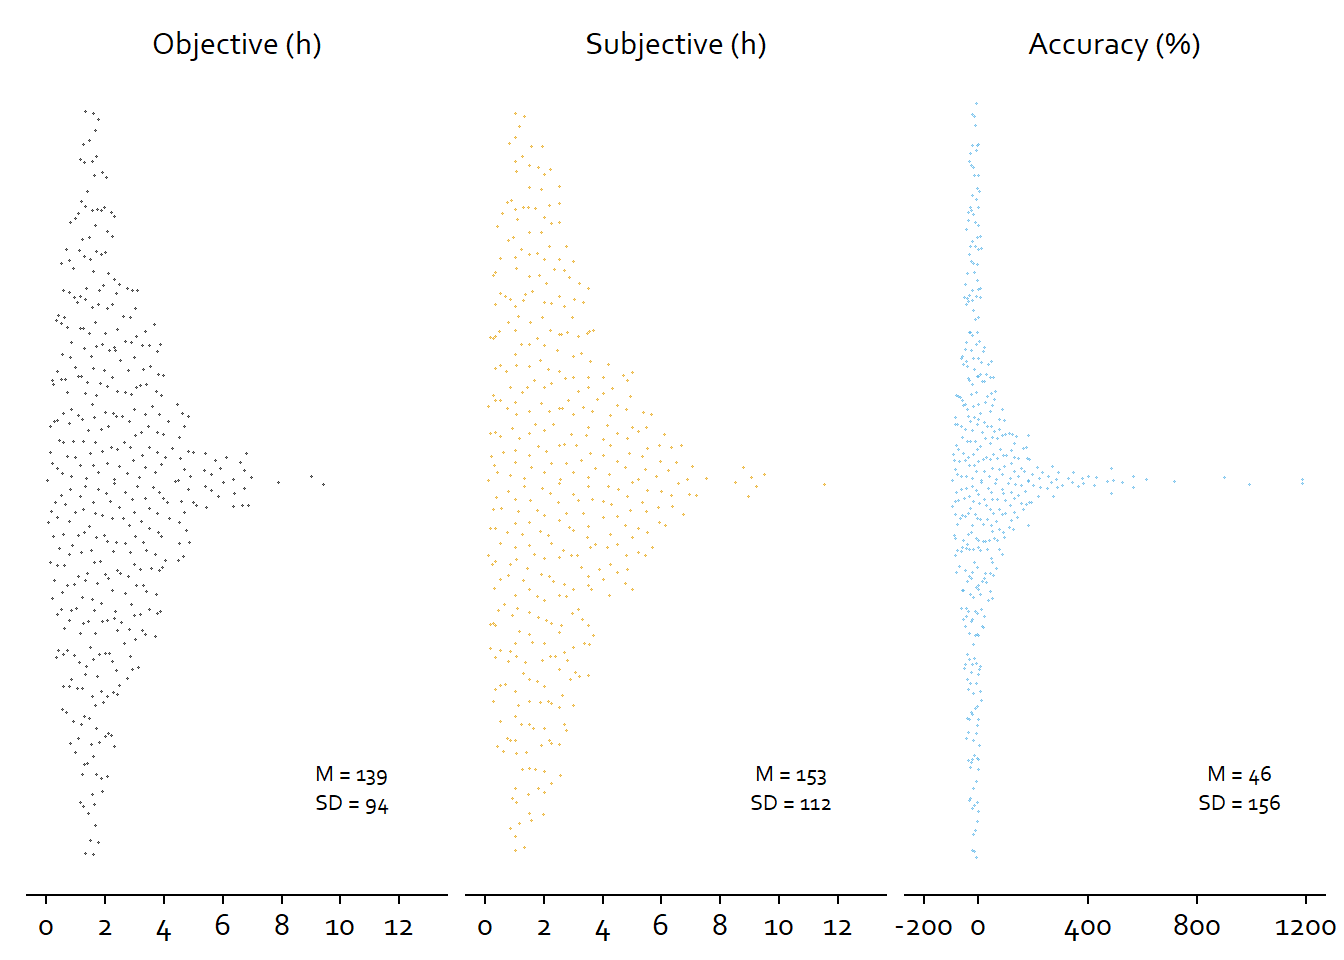 Objective (h) Subjective (h) Accuracy (%)
M = 139 M = 153 M = 46
SD = 94 SD = 112 SD = 156
0 2 4 6 8 10 12 0 2 4 6 8 10 12 -200 0 400 800 1200